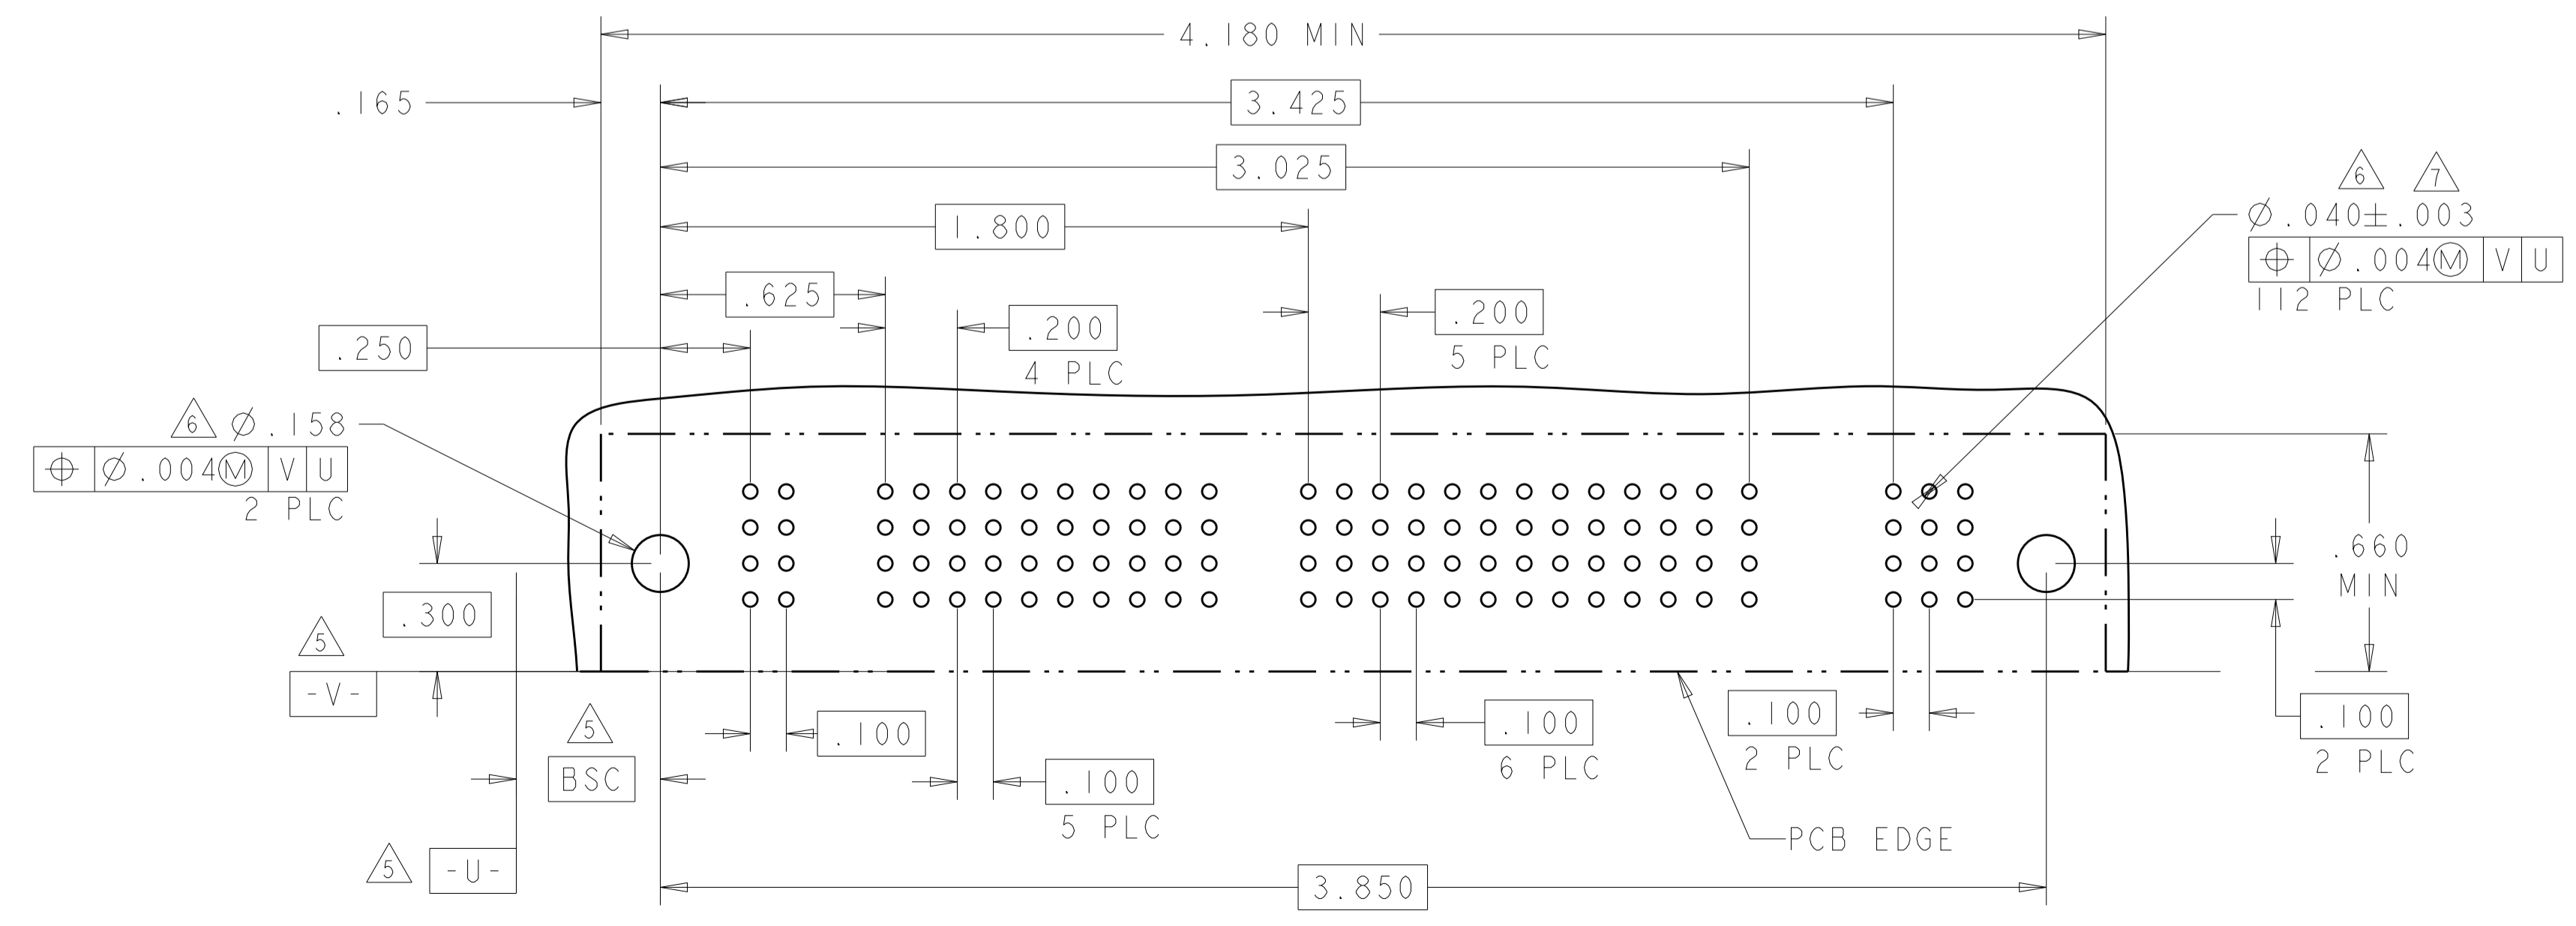 4.180 MIN
.165
3.425
3.025
6 7
Ø.040±.003
⌖ Ø.004Ⓜ V U
112 PLC
1.800
.625
.200
4 PLC
.200
5 PLC
.250
6 Ø.158
⌖ Ø.004Ⓜ V U
2 PLC
.660
MIN
.300
5
-V-
5
BSC
.100
.100
5 PLC
.100
6 PLC
.100
2 PLC
.100
2 PLC
PCB EDGE
5 -U-
3.850